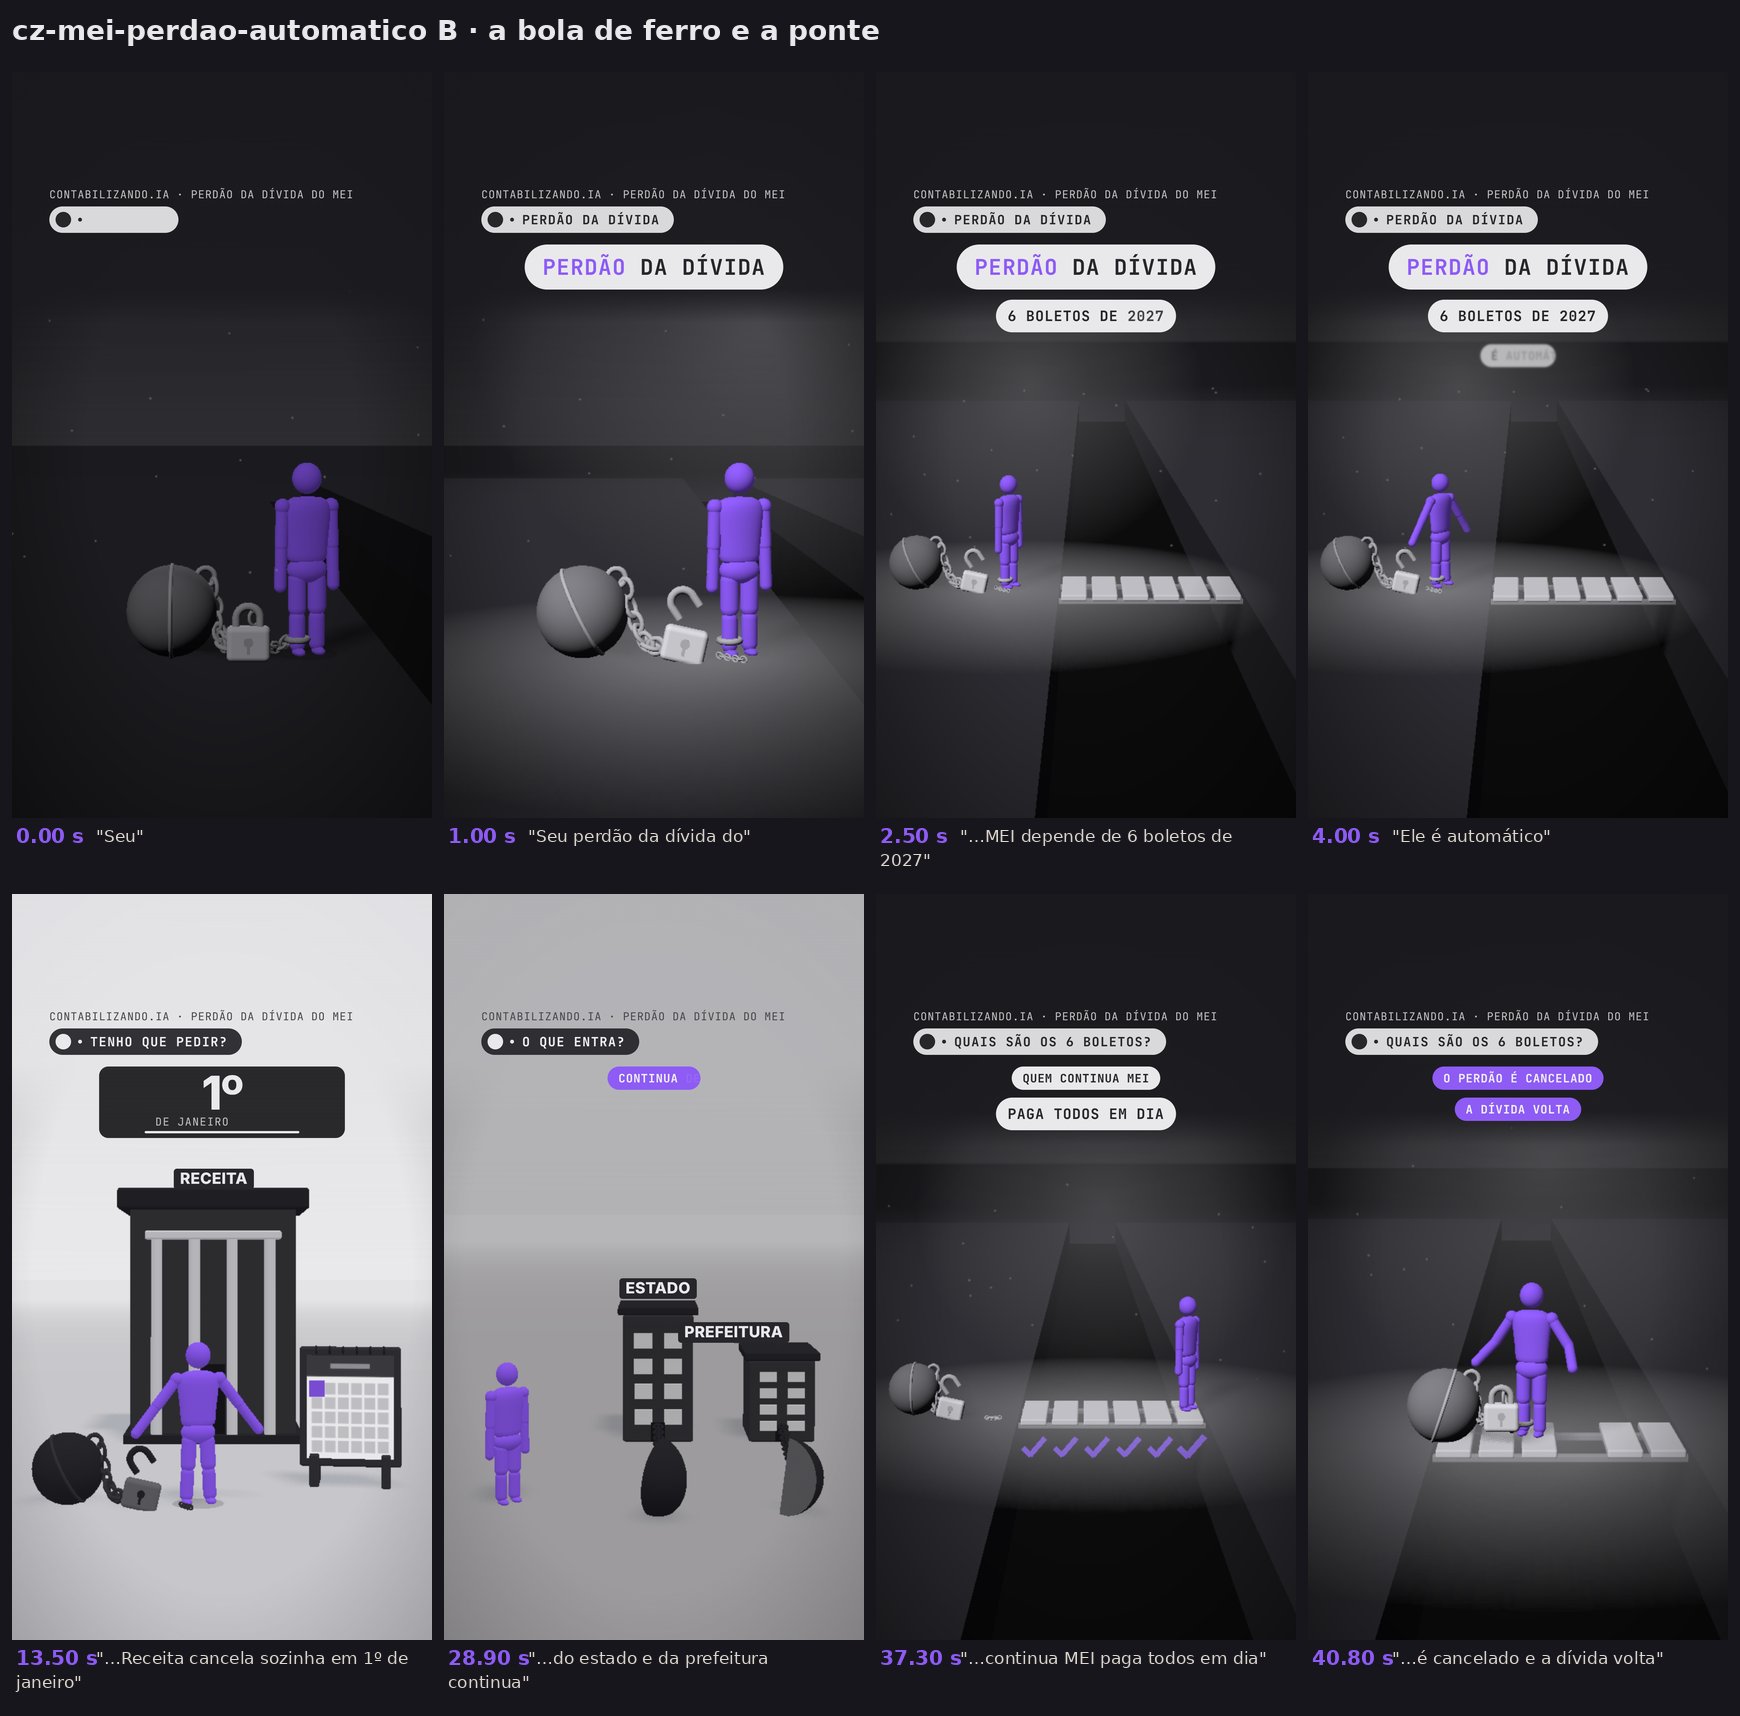 cz-mei-perdao-automatico B · a bola de ferro e a ponte
CONTABILIZANDO.IA · PERDÃO DA DÍVIDA DO MEI
•
0.00 s "Seu"
CONTABILIZANDO.IA · PERDÃO DA DÍVIDA DO MEI
• PERDÃO DA DÍVIDA
PERDÃO DA DÍVIDA
1.00 s "Seu perdão da dívida do"
CONTABILIZANDO.IA · PERDÃO DA DÍVIDA DO MEI
• PERDÃO DA DÍVIDA
PERDÃO DA DÍVIDA
6 BOLETOS DE 2027
2.50 s "...MEI depende de 6 boletos de
2027"
CONTABILIZANDO.IA · PERDÃO DA DÍVIDA DO MEI
• PERDÃO DA DÍVIDA
PERDÃO DA DÍVIDA
6 BOLETOS DE 2027
É AUTOMÁT
4.00 s "Ele é automático"
CONTABILIZANDO.IA · PERDÃO DA DÍVIDA DO MEI
• TENHO QUE PEDIR?
1º
DE JANEIRO
RECEITA
13.50 s "...Receita cancela sozinha em 1º de
janeiro"
CONTABILIZANDO.IA · PERDÃO DA DÍVIDA DO MEI
• O QUE ENTRA?
CONTINUA
ESTADO
PREFEITURA
28.90 s "...do estado e da prefeitura
continua"
CONTABILIZANDO.IA · PERDÃO DA DÍVIDA DO MEI
• QUAIS SÃO OS 6 BOLETOS?
QUEM CONTINUA MEI
PAGA TODOS EM DIA
37.30 s "...continua MEI paga todos em dia"
CONTABILIZANDO.IA · PERDÃO DA DÍVIDA DO MEI
• QUAIS SÃO OS 6 BOLETOS?
O PERDÃO É CANCELADO
A DÍVIDA VOLTA
40.80 s "...é cancelado e a dívida volta"